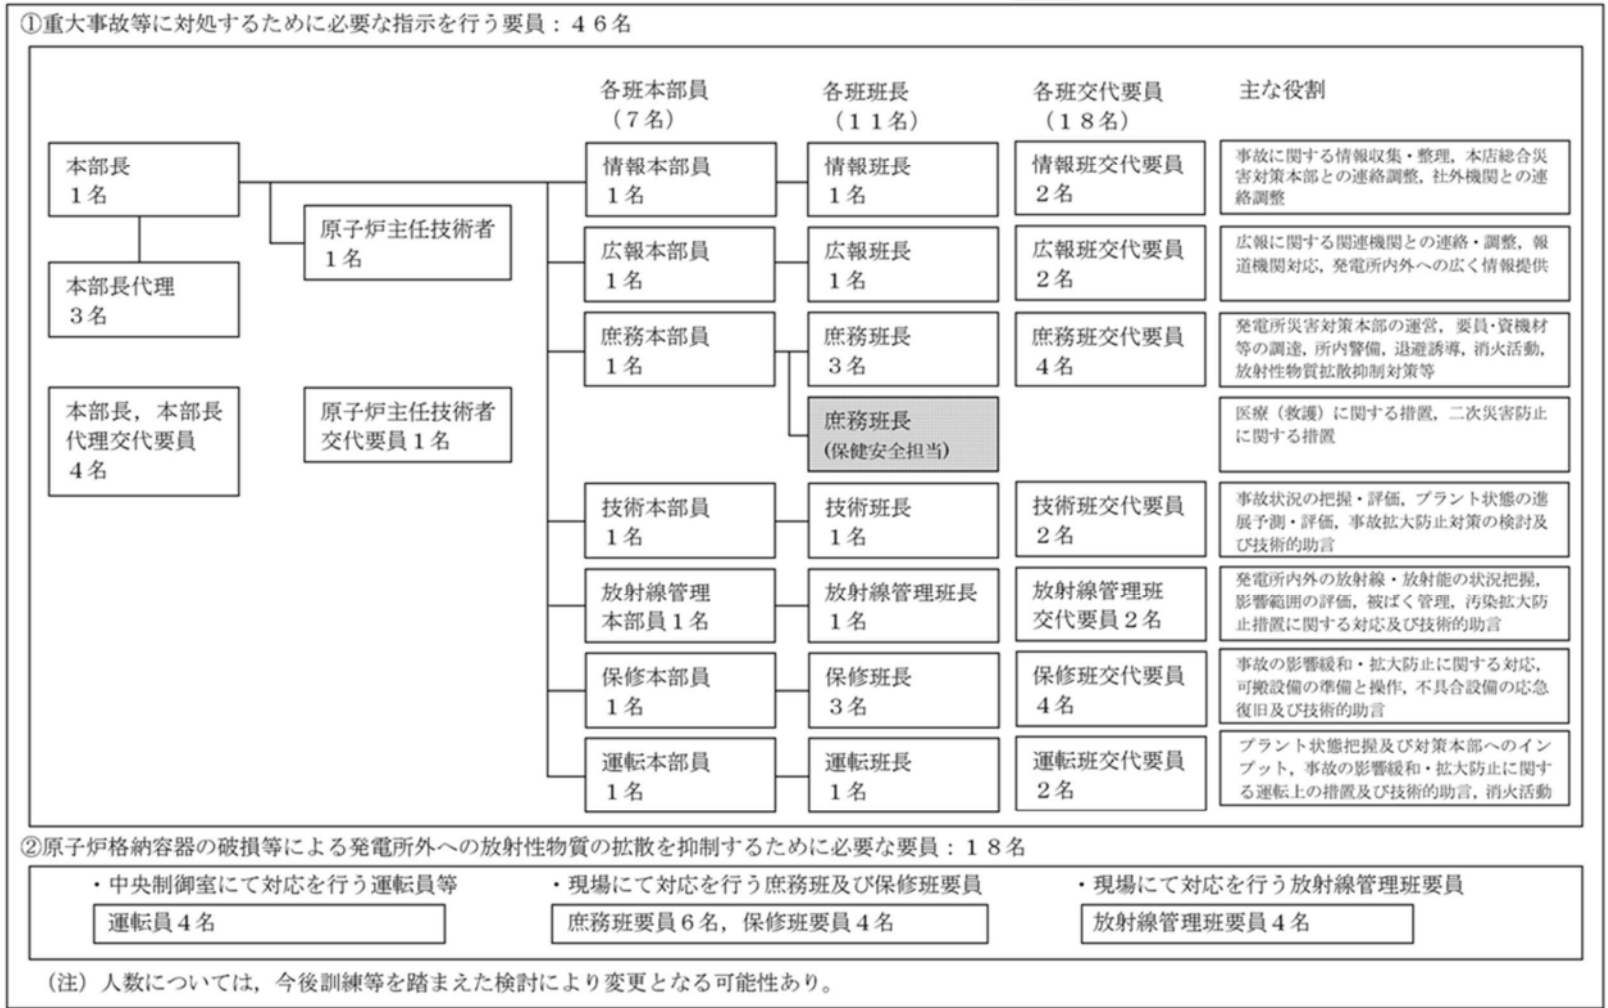 ①重大事故等に対処するために必要な指示を行う要員：４６名
各班本部員
（７名）
各班班長
（１１名）
各班交代要員
（１８名）
主な役割
本部長
１名
原子炉主任技術者
１名
本部長代理
３名
本部長，本部長
代理交代要員
４名
原子炉主任技術者
交代要員１名
情報本部員
１名
情報班長
１名
情報班交代要員
２名
事故に関する情報収集・整理，本店総合災
害対策本部との連絡調整，社外機関との連
絡調整
広報本部員
１名
広報班長
１名
広報班交代要員
２名
広報に関する関連機関との連絡・調整，報
道機関対応，発電所内外への広く情報提供
庶務本部員
１名
庶務班長
３名
庶務班交代要員
４名
発電所災害対策本部の運営，要員・資機材
等の調達，所内警備，退避誘導，消火活動，
放射性物質拡散抑制対策等
庶務班長
(保健安全担当)
医療（救護）に関する措置，二次災害防止
に関する措置
技術本部員
１名
技術班長
１名
技術班交代要員
２名
事故状況の把握・評価，プラント状態の進
展予測・評価，事故拡大防止対策の検討及
び技術的助言
放射線管理
本部員１名
放射線管理班長
１名
放射線管理班
交代要員２名
発電所内外の放射線・放射能の状況把握，
影響範囲の評価，被ばく管理，汚染拡大防
止措置に関する対応及び技術的助言
保修本部員
１名
保修班長
３名
保修班交代要員
４名
事故の影響緩和・拡大防止に関する対応，
可搬設備の準備と操作，不具合設備の応急
復旧及び技術的助言
運転本部員
１名
運転班長
１名
運転班交代要員
２名
プラント状態把握及び対策本部へのイン
プット，事故の影響緩和・拡大防止に関す
る運転上の措置及び技術的助言，消火活動
②原子炉格納容器の破損等による発電所外への放射性物質の拡散を抑制するために必要な要員：１８名
・中央制御室にて対応を行う運転員等
運転員４名
・現場にて対応を行う庶務班及び保修班要員
庶務班要員６名，保修班要員４名
・現場にて対応を行う放射線管理班要員
放射線管理班要員４名
（注）人数については，今後訓練等を踏まえた検討により変更となる可能性あり。